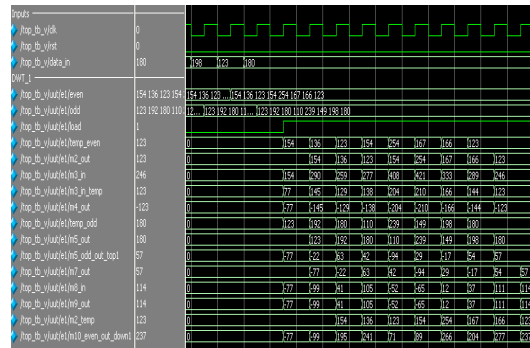 Inputs
/top_tb_v/clk 0
/top_tb_v/rst 0
/top_tb_v/data_in 180 198 123 180
DWT_1
/top_tb_v/uut/e1/even 154 136 123 154 154 136 123 ... 154 136 123 154 254 167 166 123
/top_tb_v/uut/e1/odd 123 192 180 110 12... 123 192 180 11... 123 192 180 110 239 149 198 180
/top_tb_v/uut/e1/load 1
/top_tb_v/uut/e1/temp_even 123 0 154 136 123 154 254 167 166 123
/top_tb_v/uut/e1/m2_out 123 0 154 136 123 154 254 167 166 123
/top_tb_v/uut/e1/m3_in 246 0 154 290 259 277 408 421 333 289 246
/top_tb_v/uut/e1/m3_in_temp 123 0 77 145 129 138 204 210 166 144 123
/top_tb_v/uut/e1/m4_out -123 0 -77 -145 -129 -138 -204 -210 -166 -144 -123
/top_tb_v/uut/e1/temp_odd 180 0 123 192 180 110 239 149 198 180
/top_tb_v/uut/e1/m5_out 180 0 123 192 180 110 239 149 198 180
/top_tb_v/uut/e1/m5_odd_out_top1 57 0 -77 -22 63 42 -94 29 -17 54 57
/top_tb_v/uut/e1/m7_out 57 0 -77 -22 63 42 -94 29 -17 54 57
/top_tb_v/uut/e1/m8_in 114 0 -77 -99 41 105 -52 -65 12 37 111 114
/top_tb_v/uut/e1/m9_out 114 0 -77 -99 41 105 -52 -65 12 37 111 114
/top_tb_v/uut/e1/m2_temp 123 0 154 136 123 154 254 167 166 123
/top_tb_v/uut/e1/m10_even_out_down1 237 0 -77 -99 195 241 71 89 266 204 277 237